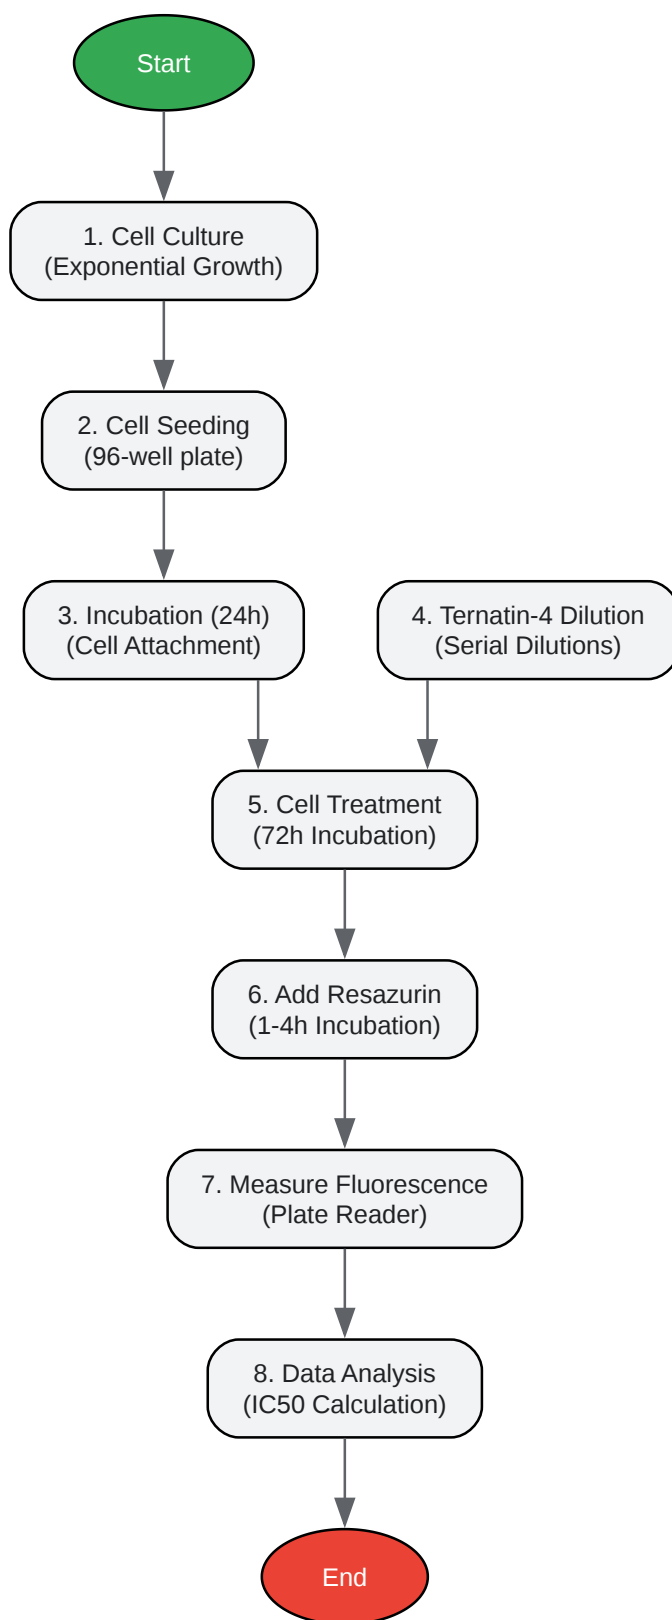 Start
1. Cell Culture
(Exponential Growth)
2. Cell Seeding
(96-well plate)
3. Incubation (24h)
(Cell Attachment)
4. Ternatin-4 Dilution
(Serial Dilutions)
5. Cell Treatment
(72h Incubation)
6. Add Resazurin
(1-4h Incubation)
7. Measure Fluorescence
(Plate Reader)
8. Data Analysis
(IC50 Calculation)
End